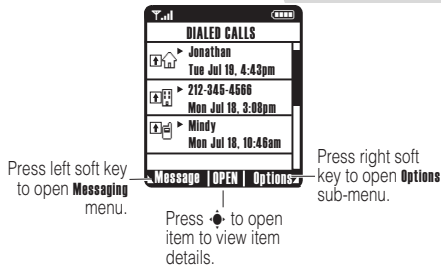 DIALED CALLS
Jonathan
Tue Jul 19, 4:43pm
212-345-4566
Mon Jul 18, 3:08pm
Mindy
Mon Jul 18, 10:46am
Message OPEN Options
Press left soft key
to open Messaging
menu.
Press to open
item to view item
details.
Press right soft
key to open Options
sub-menu.